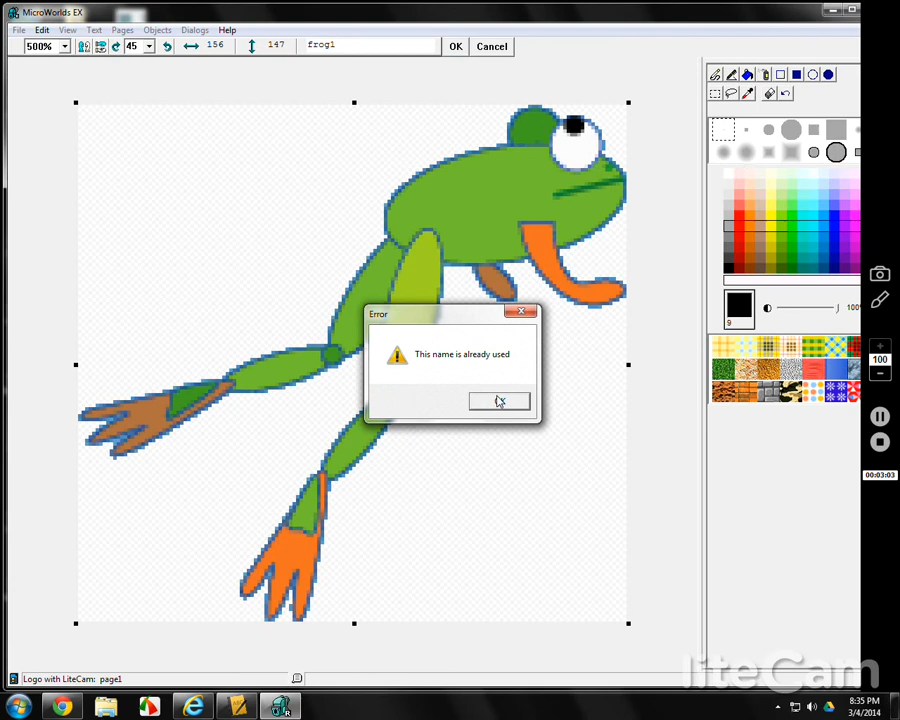 MicroWorlds EX
File Edit View Text Pages Objects Dialogs Help
500% 45 156 147 frog1 OK Cancel
Error
This name is already used
9
100%
100
00:03:03
Logo with LiteCam: page1
liteCam
8:35 PM
3/4/2014